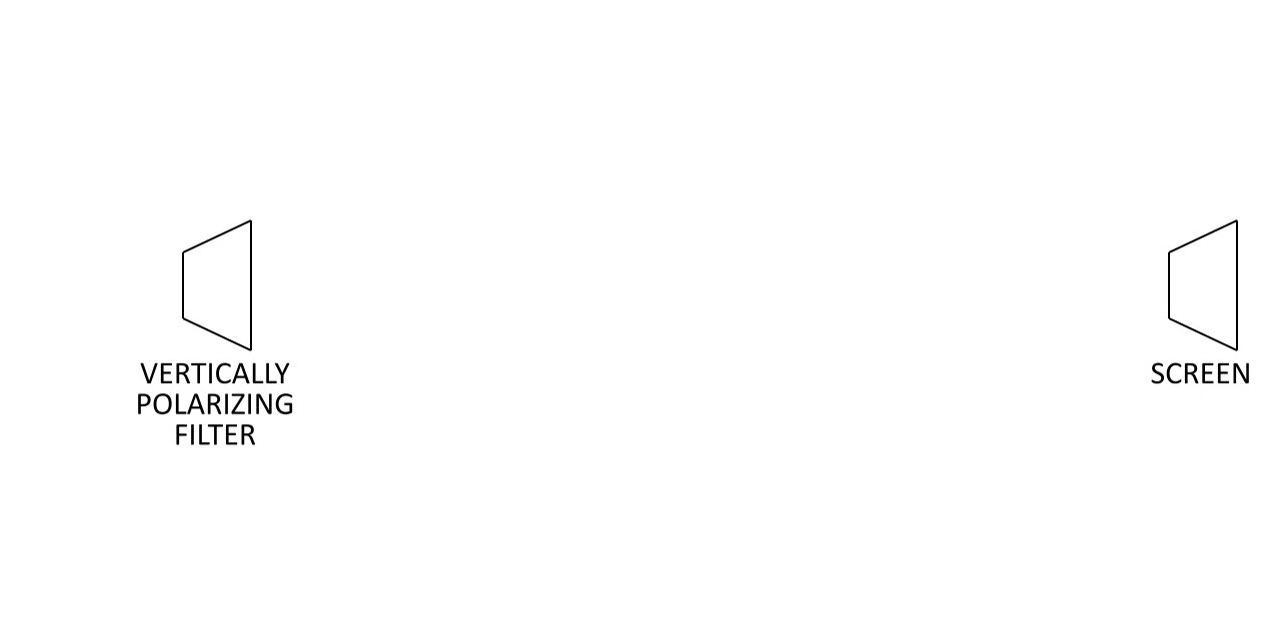 VERTICALLY
POLARIZING
FILTER
SCREEN